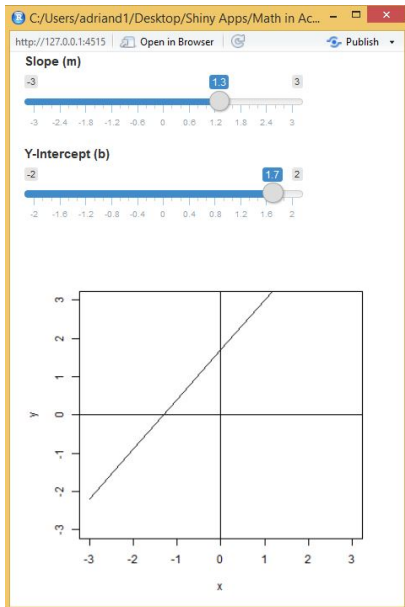 C:/Users/adriand1/Desktop/Shiny Apps/Math in Ac...
http://127.0.0.1:4515 Open in Browser Publish
Slope (m)
-3 1.3 3
-3 -2.4 -1.8 -1.2 -0.6 0 0.4 0.8 1.2 1.8 2.4 3
Y-Intercept (b)
-2 1.7 2
-2 -1.6 -1.2 -0.8 -0.4 0 0.4 0.8 1.2 1.6 2
3
2
1
y
0
-1
-2
-3
-3 -2 -1 0 1 2 3
x